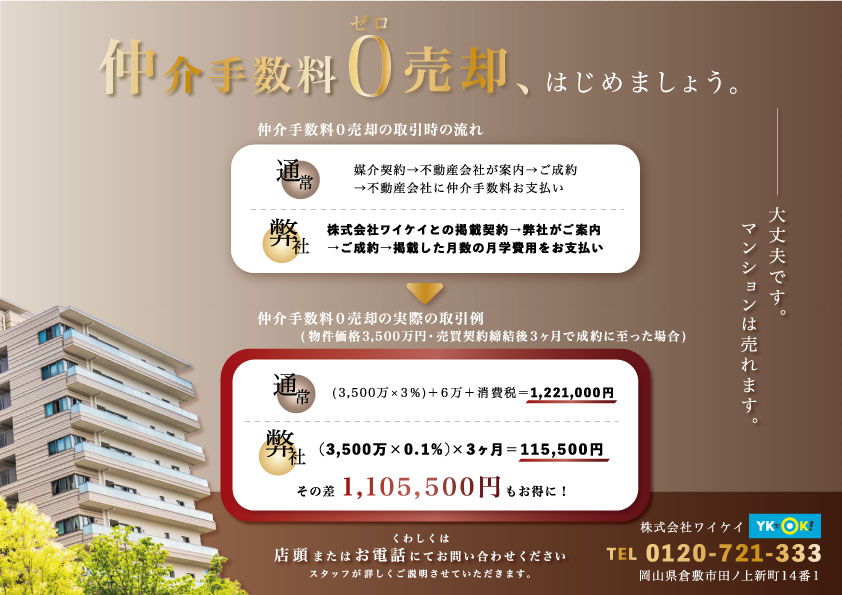 仲介手数料0売却、はじめましょう。
ゼロ
仲介手数料0売却の取引時の流れ
通常
媒介契約→不動産会社が案内→ご成約
→不動産会社に仲介手数料お支払い
弊社
株式会社ワイケイとの掲載契約→弊社がご案内
→ご成約→掲載した月数の月学費用をお支払い
大丈夫です。
マンションは売れます。
仲介手数料0売却の実際の取引例
(物件価格3,500万円・売買契約締結後3ヶ月で成約に至った場合)
通常
(3,500万×3%)+6万+消費税=1,221,000円
弊社
(3,500万×0.1%)×3ヶ月=115,500円
その差 1,105,500円もお得に!
くわしくは
店頭またはお電話にてお問い合わせください
スタッフが詳しくご説明させていただきます。
株式会社ワイケイ YK・OK!
TEL 0120-721-333
岡山県倉敷市田ノ上新町14番1